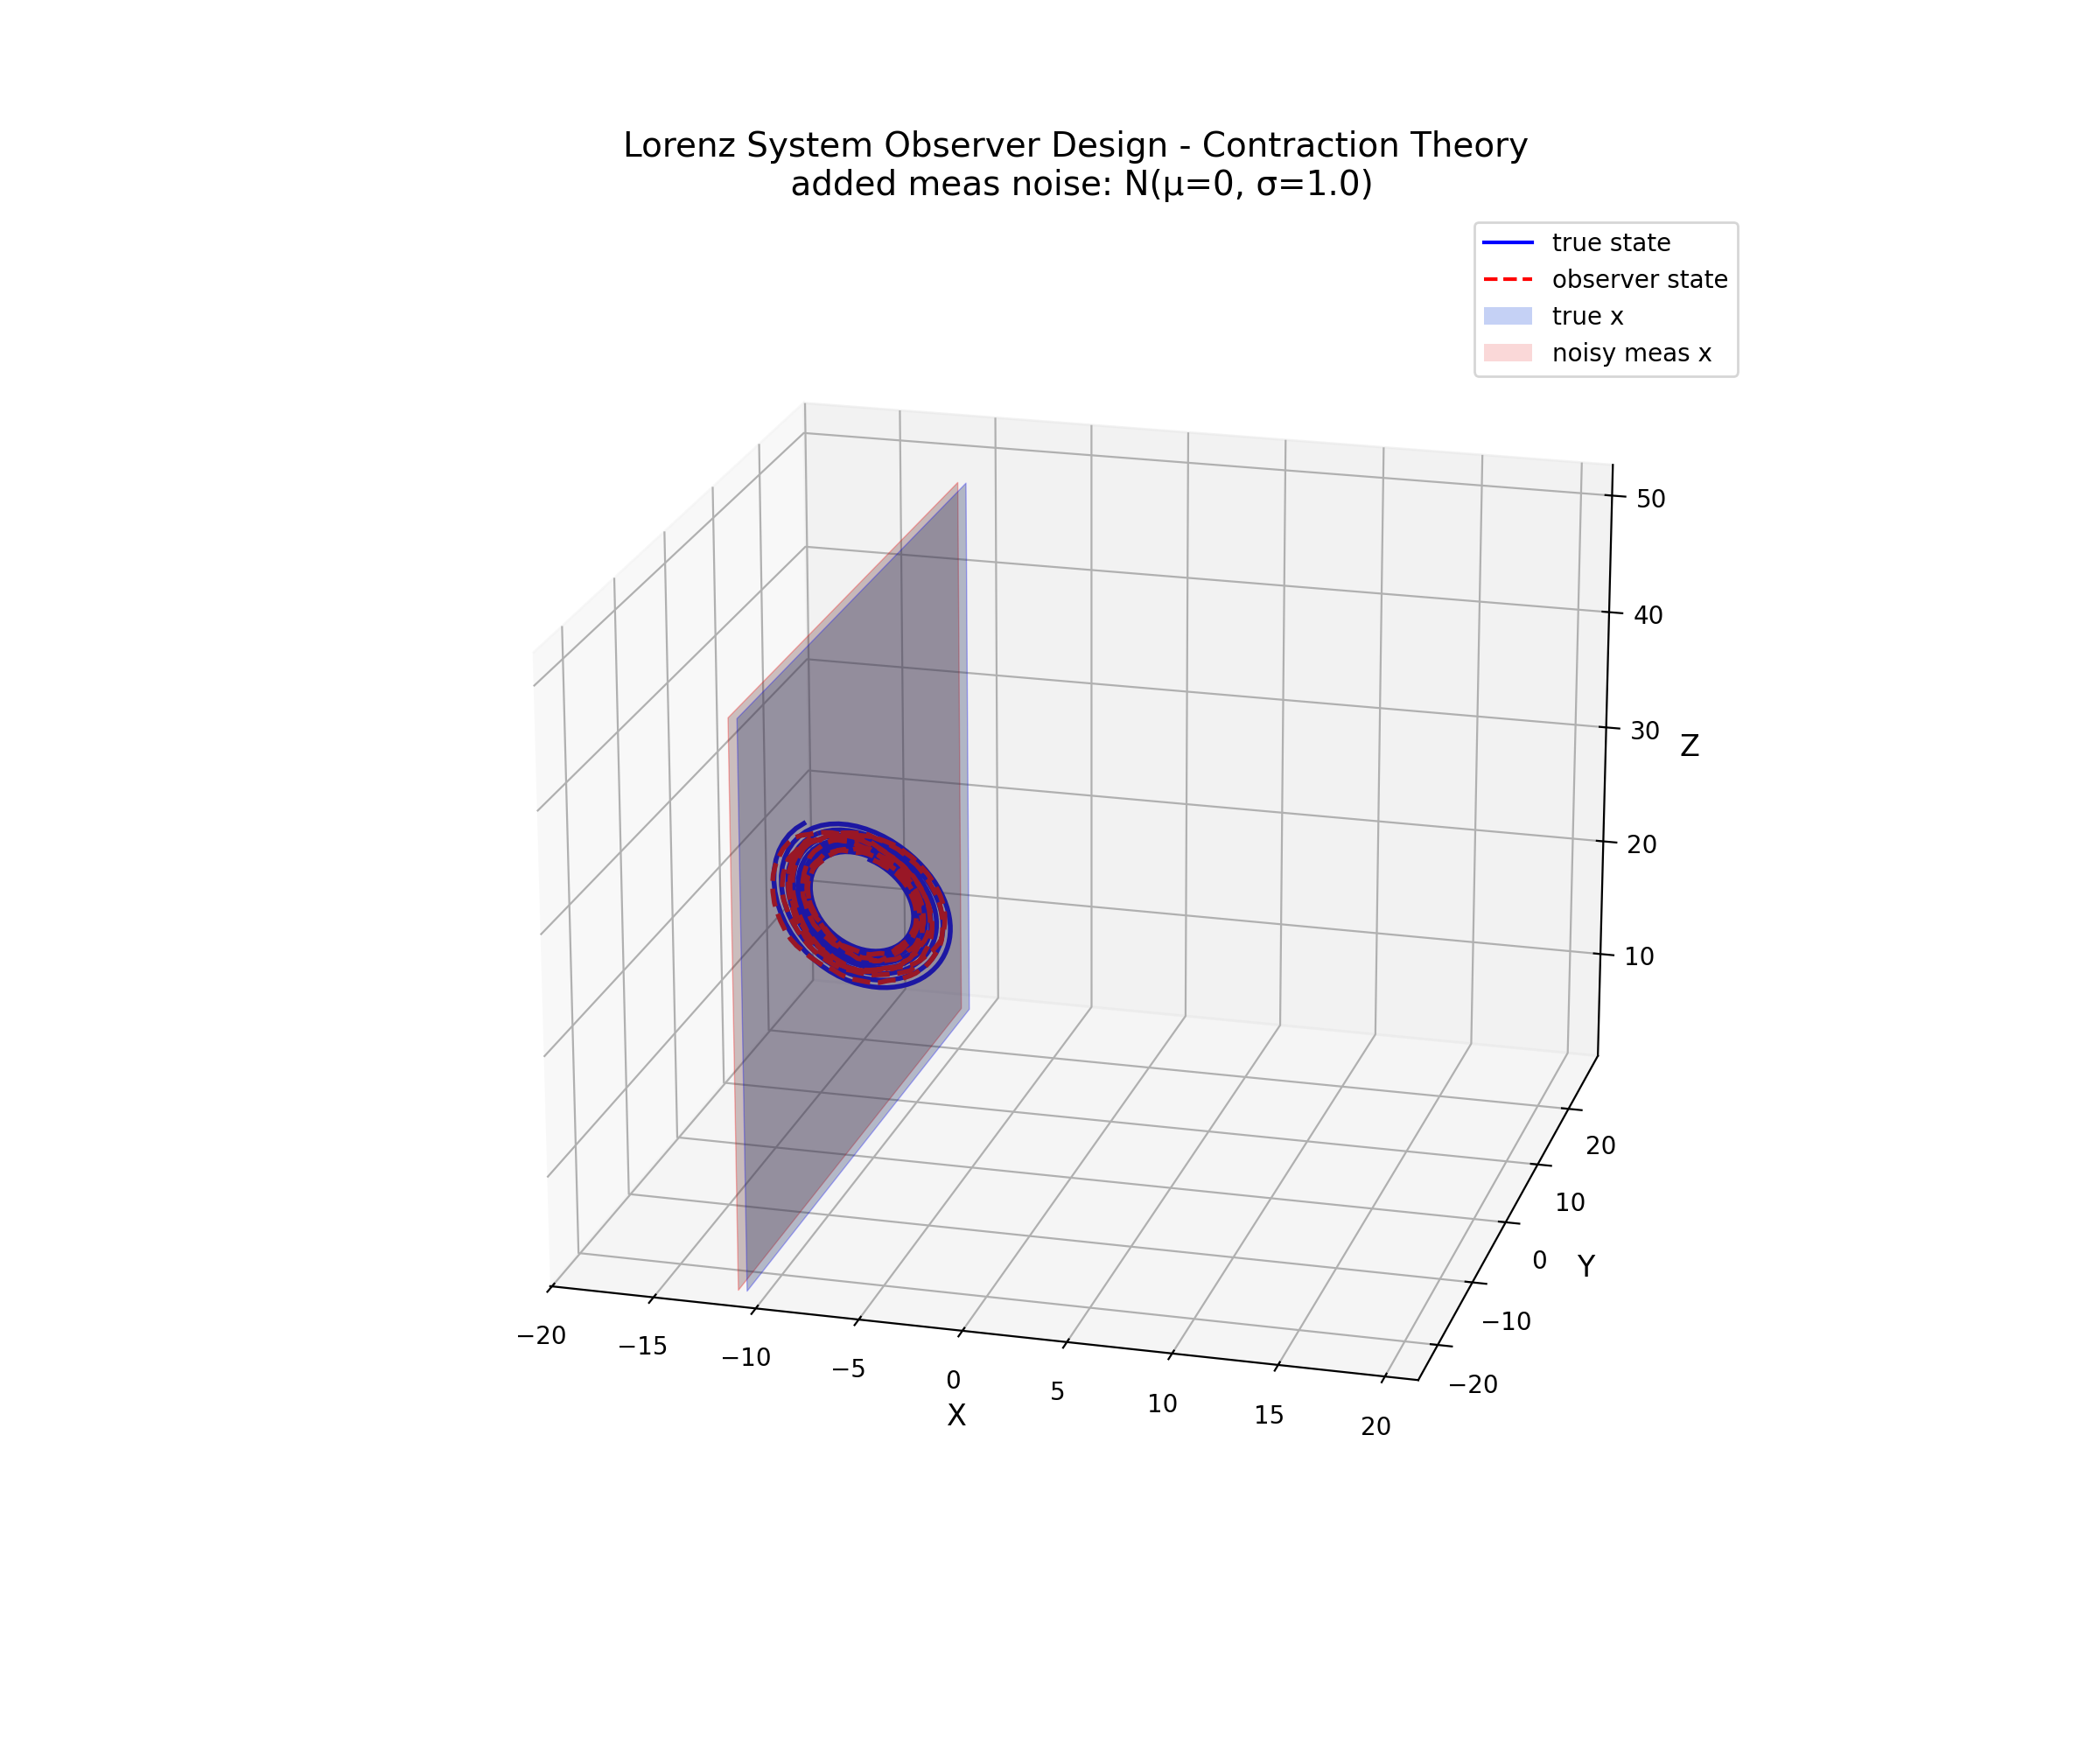 Lorenz System Observer Design - Contraction Theory
added meas noise: N(μ=0, σ=1.0)
true state
observer state
true x
noisy meas x
50
40
30
20
10
Z
20
10
0
−10
−20
Y
−20
−15
−10
−5
0
5
10
15
20
X